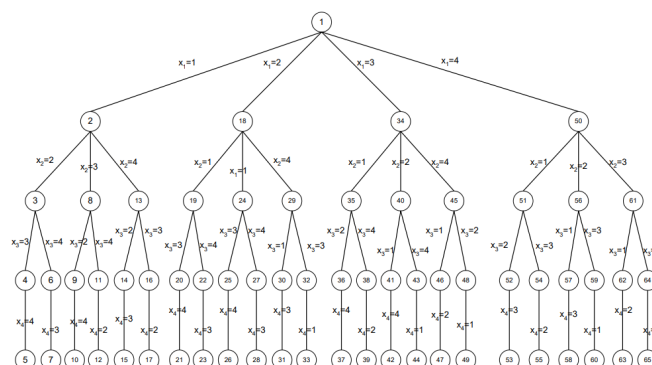 1
x₁=1 x₁=2 x₁=3 x₁=4
2 18 34 50
x₂=2 x₂=3 x₂=4 x₂=1 x₁=1 x₂=4 x₂=1 x₂=2 x₂=4 x₂=1 x₂=2 x₂=3
3 8 13 19 24 29 35 40 45 51 56 61
x₃=3 x₃=4 x₃=2 x₃=4 x₃=2 x₃=3 x₃=3 x₃=4 x₃=3 x₃=4 x₃=1 x₃=3 x₃=2 x₃=4 x₃=1 x₃=4 x₃=1 x₃=2 x₃=2 x₃=3 x₃=1 x₃=3 x₃=1
4 6 9 11 14 16 20 22 25 27 30 32 36 38 41 43 46 48 52 54 57 59 62 64
x₄=4 x₄=3 x₄=4 x₄=2 x₄=3 x₄=2 x₄=4 x₄=3 x₄=4 x₄=3 x₄=3 x₄=1 x₄=4 x₄=2 x₄=4 x₄=1 x₄=2 x₄=1 x₄=3 x₄=2 x₄=3 x₄=1 x₄=2
5 7 10 12 15 17 21 23 26 28 31 33 37 39 42 44 47 49 53 55 58 60 63 65